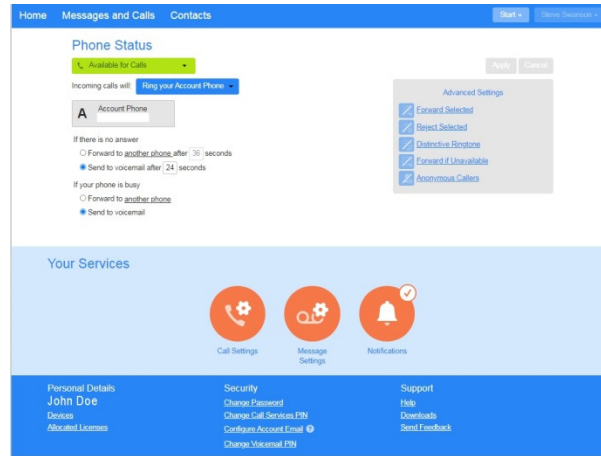 Home Messages and Calls Contacts Start Steve Swanson
Phone Status
Available for Calls
Apply Cancel
Incoming calls will: Ring your Account Phone
Advanced Settings
A Account Phone
Forward Selected
Reject Selected
Distinctive Ringtone
Forward if Unavailable
Anonymous Callers
If there is no answer
Forward to another phone after 36 seconds
Send to voicemail after 24 seconds
If your phone is busy
Forward to another phone
Send to voicemail
Your Services
Call Settings
Message
Settings
Notifications
Personal Details
John Doe
Devices
Allocated Licenses
Security
Change Password
Change Call Services PIN
Configure Account Email ?
Change Voicemail PIN
Support
Help
Downloads
Send Feedback